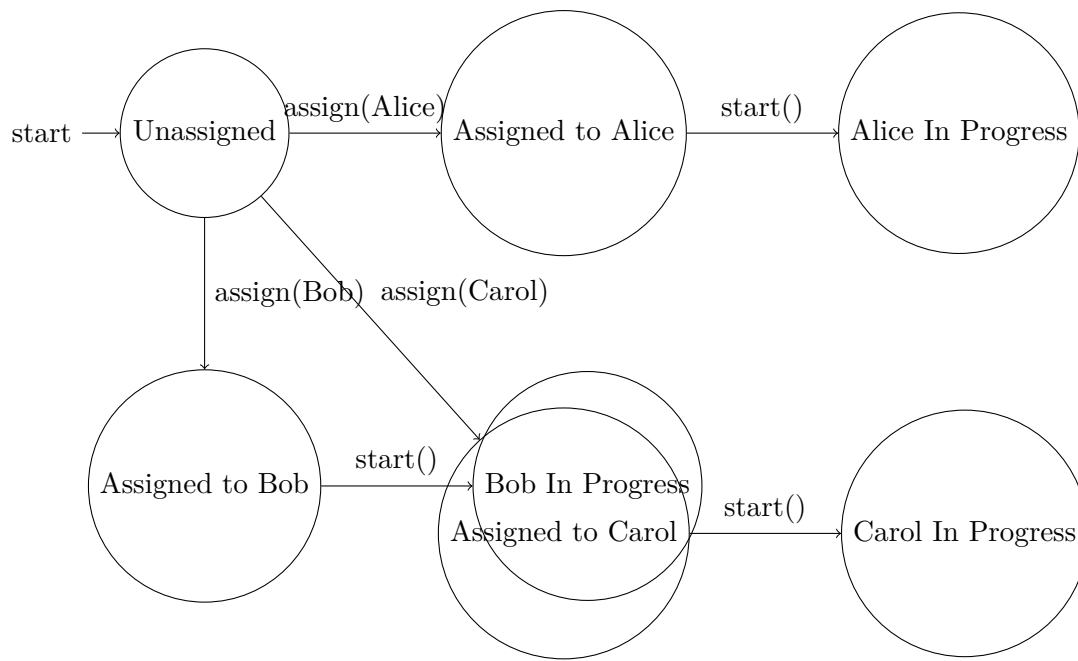 start
Unassigned
assign(Alice)
Assigned to Alice
start()
Alice In Progress
assign(Bob)
assign(Carol)
Assigned to Bob
start()
Bob In Progress
Assigned to Carol
start()
Carol In Progress